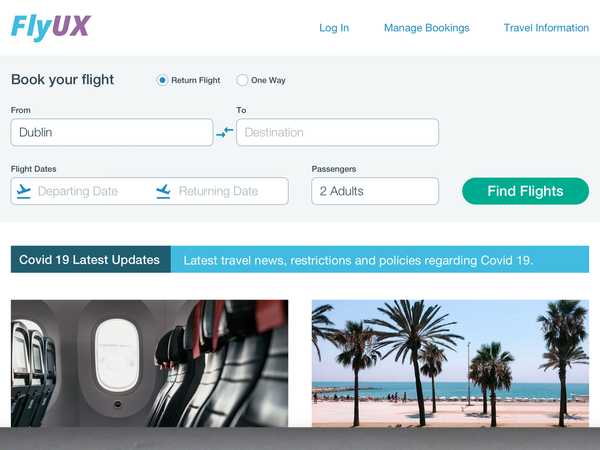 FlyUX
Log In Manage Bookings Travel Information
Book your flight Return Flight One Way
From To
Dublin Destination
Flight Dates Passengers
Departing Date Returning Date 2 Adults Find Flights
Covid 19 Latest Updates Latest travel news, restrictions and policies regarding Covid 19.